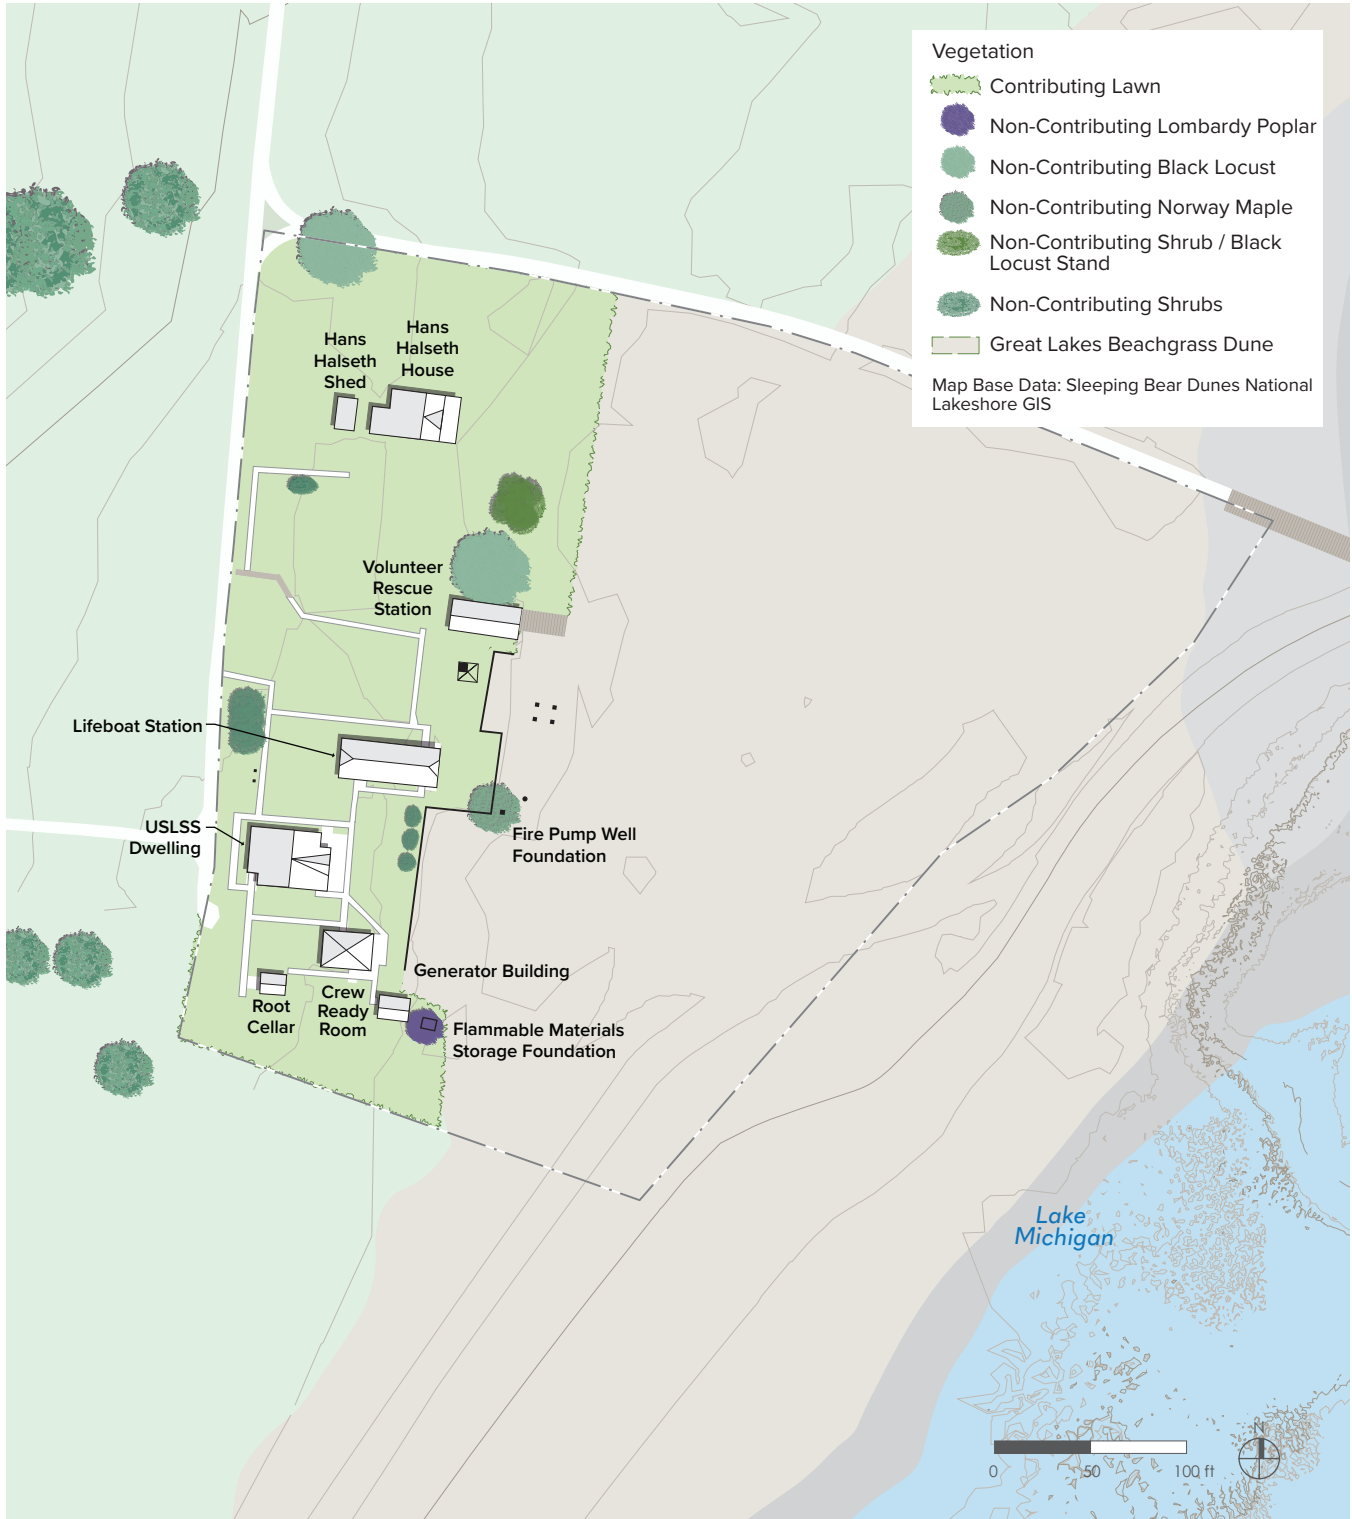 Vegetation
Contributing Lawn
Non-Contributing Lombardy Poplar
Non-Contributing Black Locust
Non-Contributing Norway Maple
Non-Contributing Shrub / Black
Locust Stand
Non-Contributing Shrubs
Great Lakes Beachgrass Dune
Map Base Data: Sleeping Bear Dunes National
Lakeshore GIS
Hans
Halseth
Shed
Hans
Halseth
House
Volunteer
Rescue
Station
Lifeboat Station
USLSS
Dwelling
Fire Pump Well
Foundation
Generator Building
Root
Cellar
Crew
Ready
Room
Flammable Materials
Storage Foundation
Lake
Michigan
N
0 50 100 ft